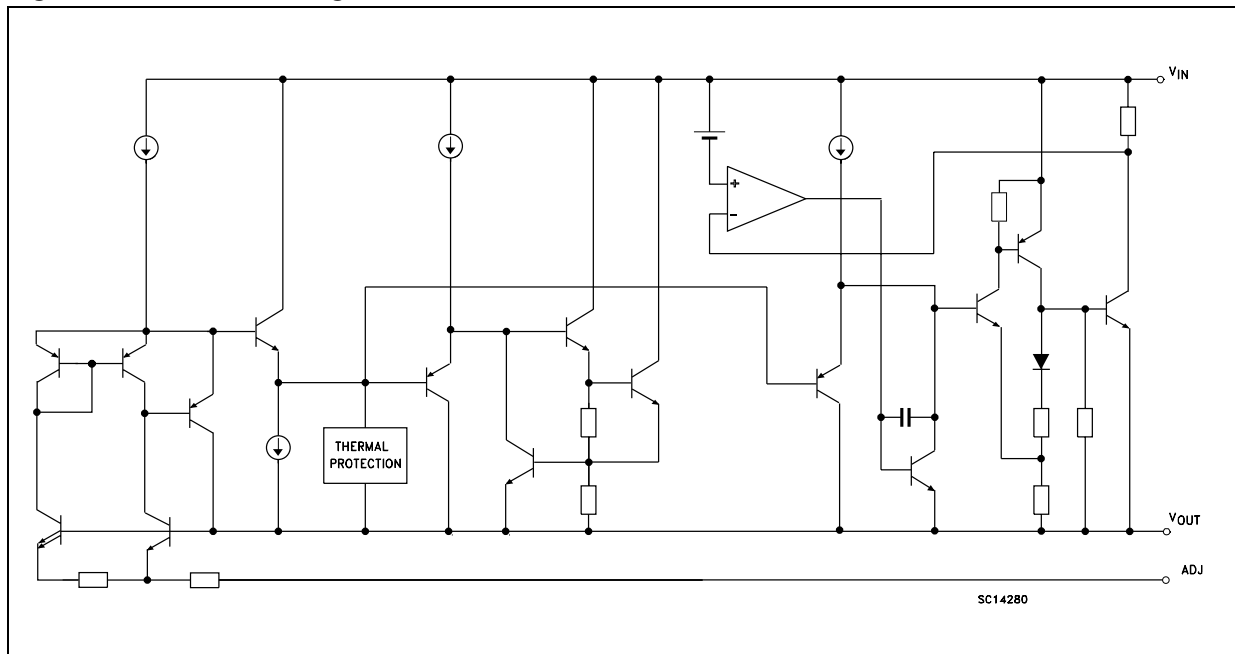 VIN
+
-
THERMAL
PROTECTION
VOUT
ADJ
SC14280